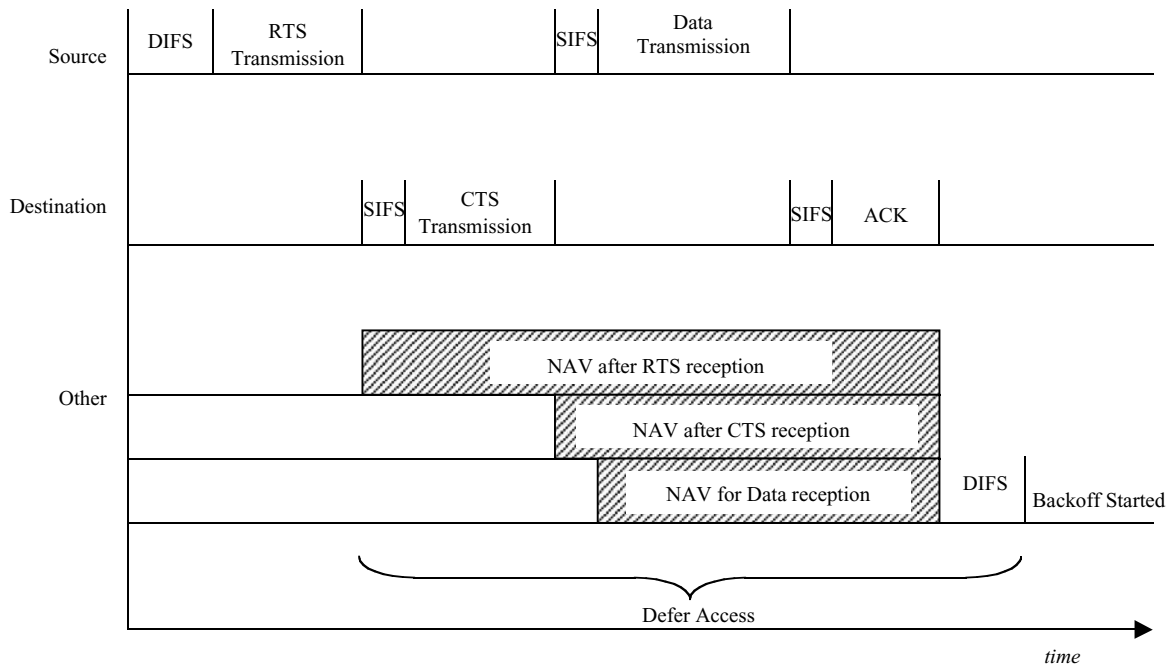 Source
DIFS
RTS
Transmission
SIFS
Data
Transmission
Destination
SIFS
CTS
Transmission
SIFS
ACK
Other
NAV after RTS reception
NAV after CTS reception
NAV for Data reception
DIFS
Backoff Started
Defer Access
time